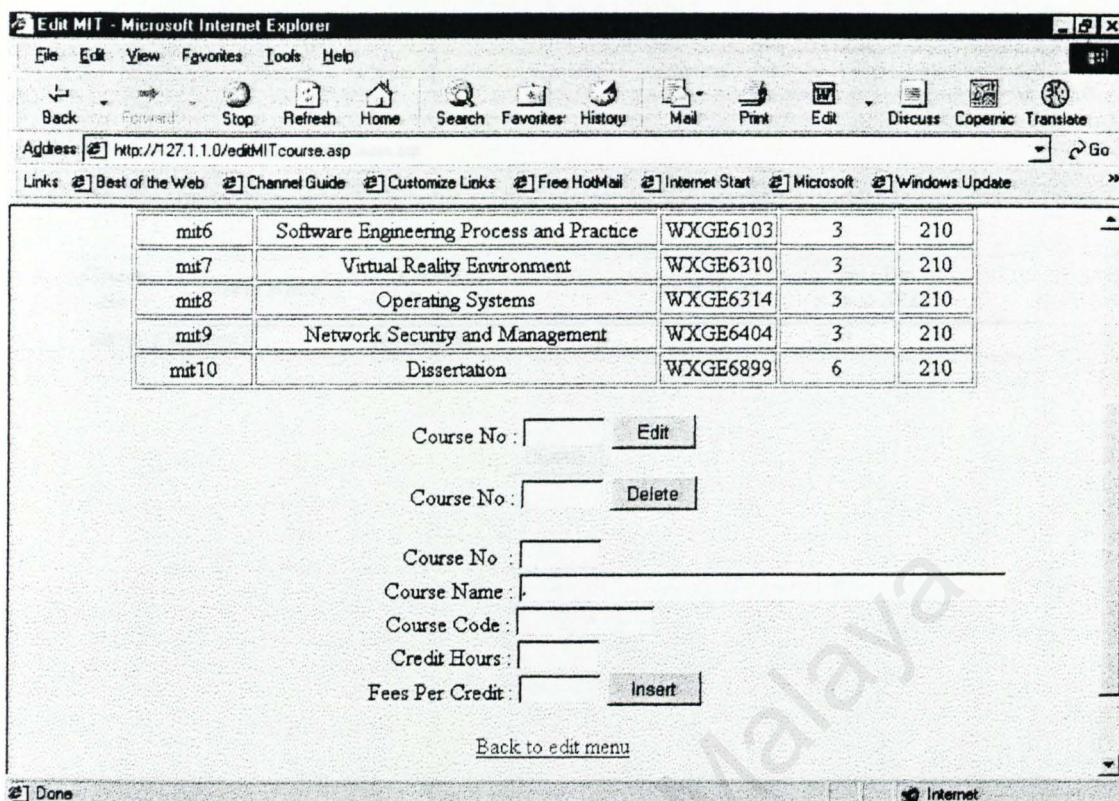 Edit MIT - Microsoft Internet Explorer
File Edit View Favorites Tools Help
Back Forward Stop Refresh Home Search Favorites History Mail Print Edit Discuss Copernic Translate
Address http://127.1.1.0/editMITcourse.asp Go
Links Best of the Web Channel Guide Customize Links Free HotMail Internet Start Microsoft Windows Update »
mit6 Software Engineering Process and Practice WXGE6103 3 210
mit7 Virtual Reality Environment WXGE6310 3 210
mit8 Operating Systems WXGE6314 3 210
mit9 Network Security and Management WXGE6404 3 210
mit10 Dissertation WXGE6899 6 210
Course No : Edit
Course No : Delete
Course No :
Course Name :
Course Code :
Credit Hours :
Fees Per Credit : Insert
Back to edit menu
Malaya
Done Internet